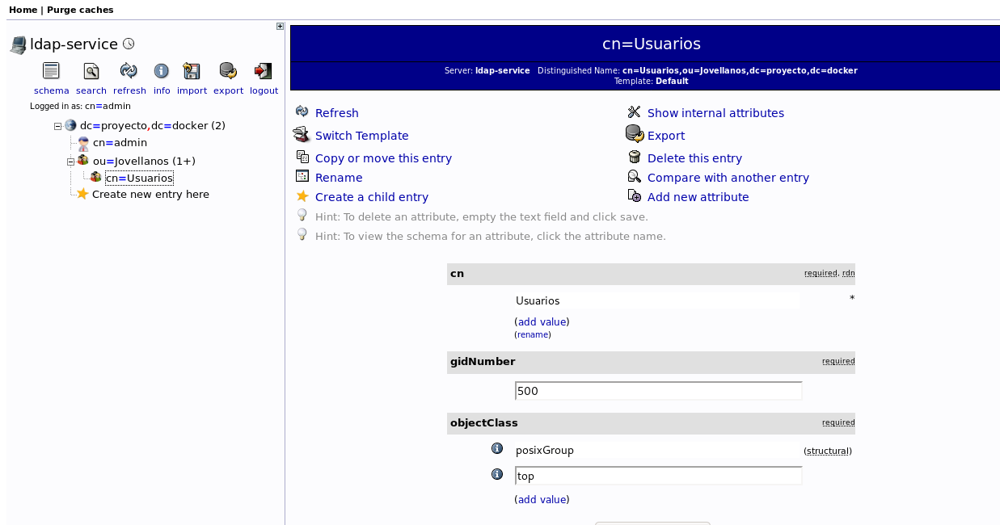 Home | Purge caches
ldap-service
schema search refresh info import export logout
Logged in as: cn=admin
dc=proyecto,dc=docker (2)
cn=admin
ou=Jovellanos (1+)
cn=Usuarios
Create new entry here
cn=Usuarios
Server: ldap-service Distinguished Name: cn=Usuarios,ou=Jovellanos,dc=proyecto,dc=docker
Template: Default
Refresh Show internal attributes
Switch Template Export
Copy or move this entry Delete this entry
Rename Compare with another entry
Create a child entry Add new attribute
Hint: To delete an attribute, empty the text field and click save.
Hint: To view the schema for an attribute, click the attribute name.
cn required, rdn
Usuarios *
(add value)
(rename)
gidNumber required
500
objectClass required
posixGroup (structural)
top
(add value)